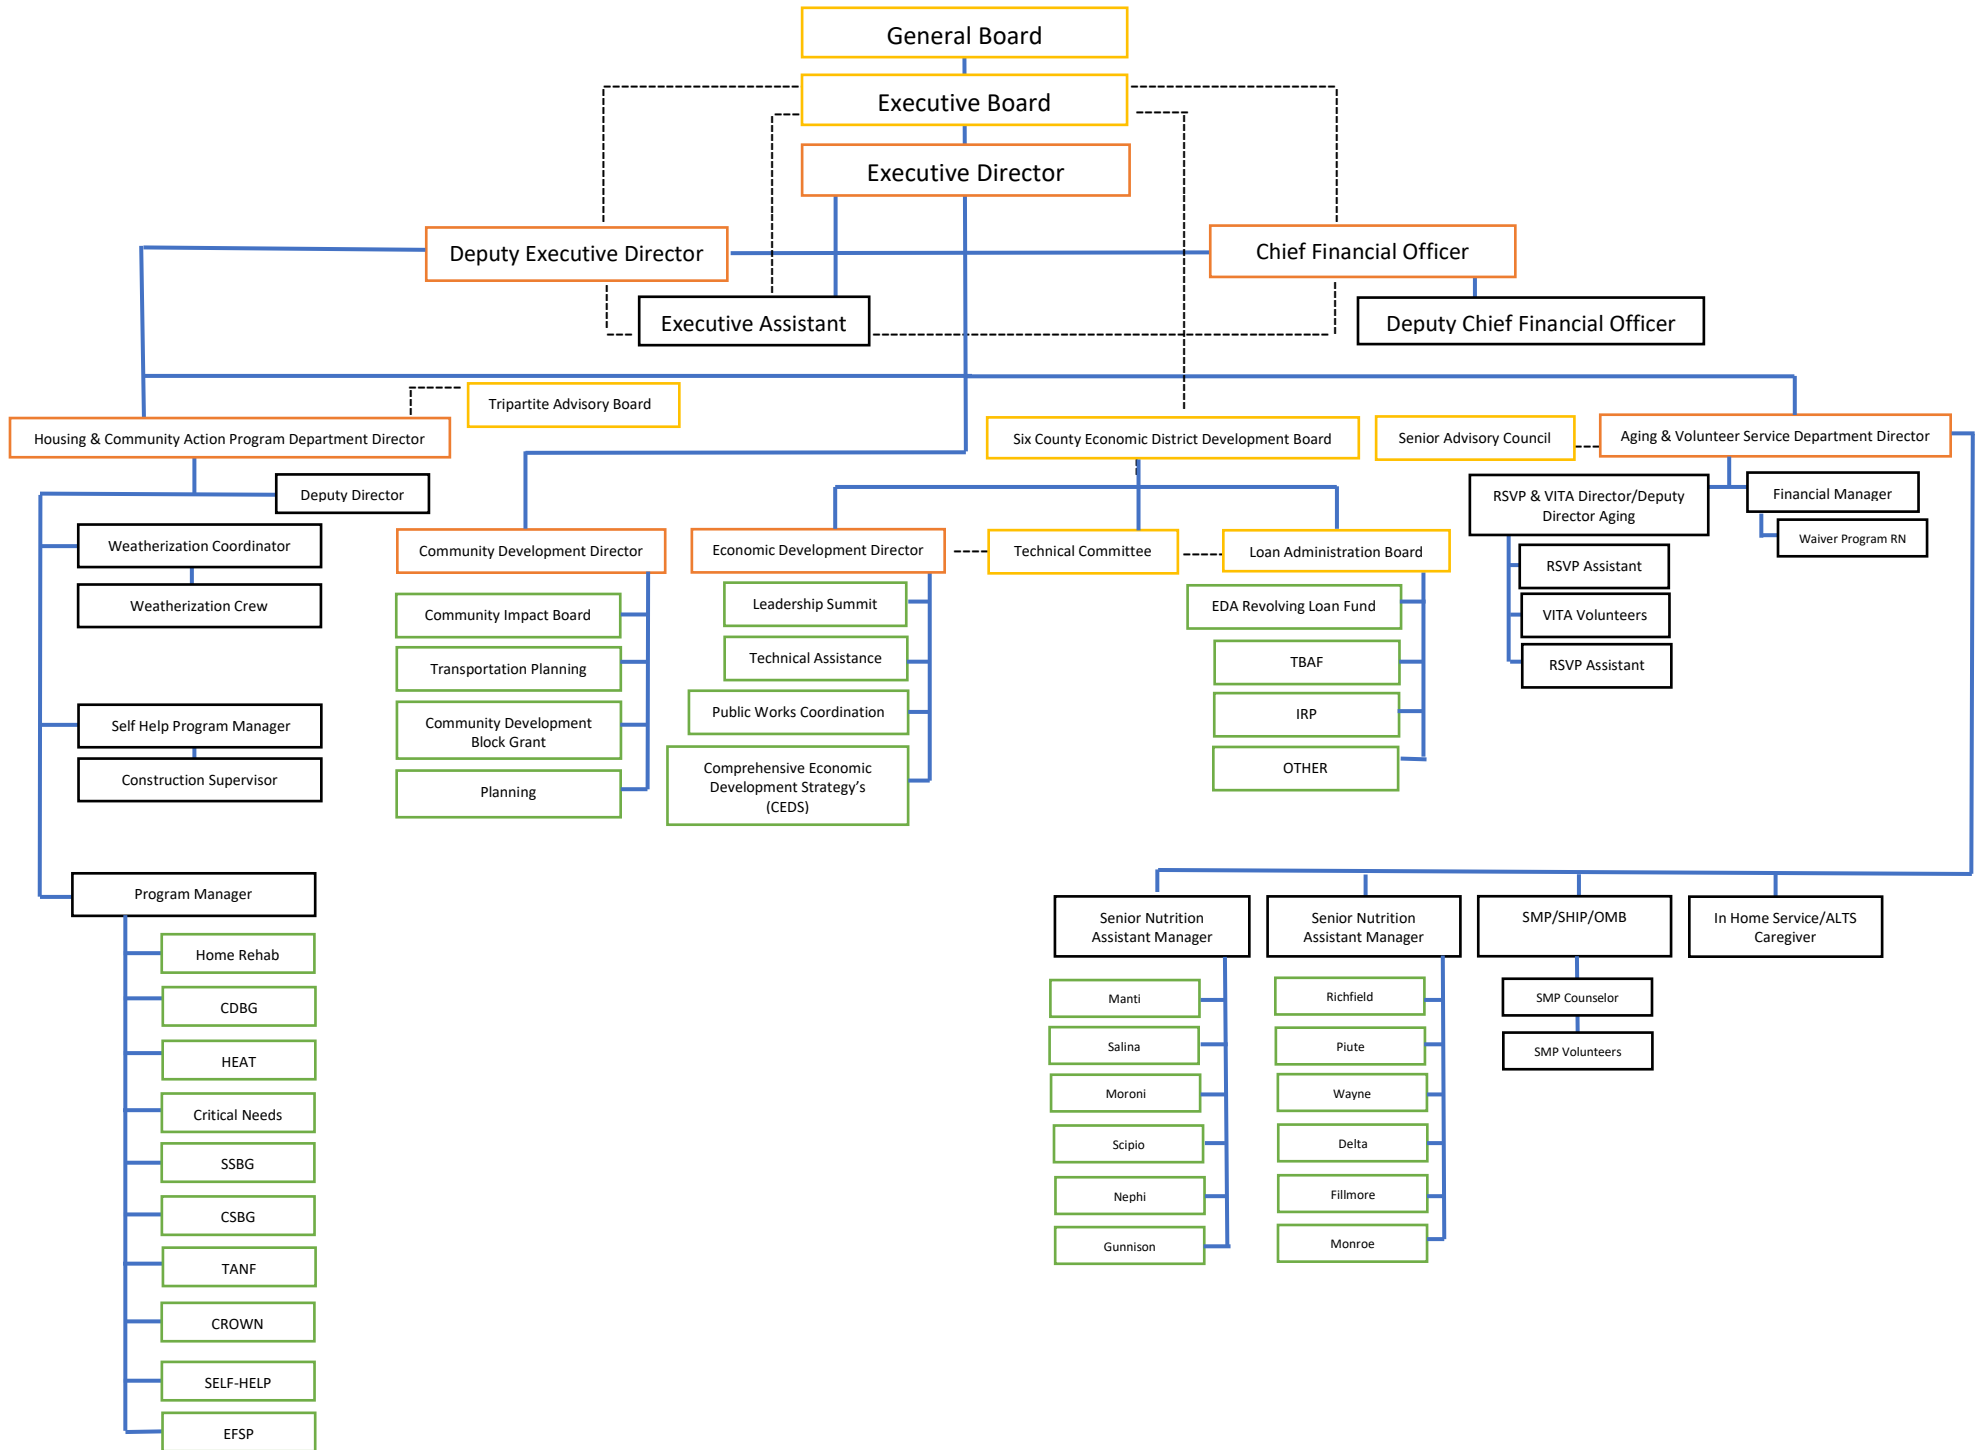 General Board
Executive Board
Executive Director
Deputy Executive Director
Chief Financial Officer
Executive Assistant
Deputy Chief Financial Officer
Tripartite Advisory Board
Housing & Community Action Program Department Director
Six County Economic District Development Board
Senior Advisory Council
Aging & Volunteer Service Department Director
Deputy Director
Weatherization Coordinator
Weatherization Crew
Self Help Program Manager
Construction Supervisor
Program Manager
Home Rehab
CDBG
HEAT
Critical Needs
SSBG
CSBG
TANF
CROWN
SELF-HELP
EFSP
Community Development Director
Community Impact Board
Transportation Planning
Community Development
Block Grant
Planning
Economic Development Director
Leadership Summit
Technical Assistance
Public Works Coordination
Comprehensive Economic
Development Strategy’s
(CEDS)
Technical Committee
Loan Administration Board
EDA Revolving Loan Fund
TBAF
IRP
OTHER
RSVP & VITA Director/Deputy
Director Aging
RSVP Assistant
VITA Volunteers
RSVP Assistant
Financial Manager
Waiver Program RN
Senior Nutrition
Assistant Manager
Manti
Salina
Moroni
Scipio
Nephi
Gunnison
Senior Nutrition
Assistant Manager
Richfield
Piute
Wayne
Delta
Fillmore
Monroe
SMP/SHIP/OMB
SMP Counselor
SMP Volunteers
In Home Service/ALTS
Caregiver